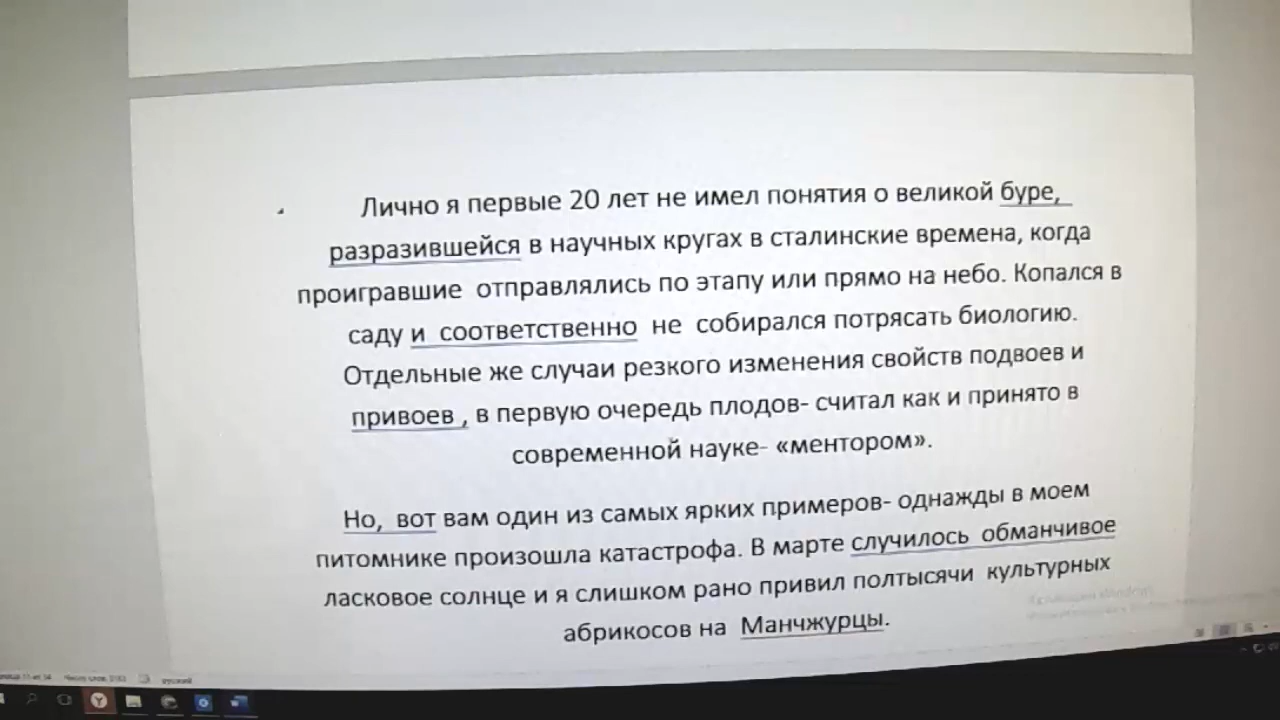 Лично я первые 20 лет не имел понятия о великой буре,
разразившейся в научных кругах в сталинские времена, когда
проигравшие отправлялись по этапу или прямо на небо. Копался в
саду и соответственно не собирался потрясать биологию.
Отдельные же случаи резкого изменения свойств подвоев и
привоев , в первую очередь плодов- считал как и принято в
современной науке- «ментором».
Но, вот вам один из самых ярких примеров- однажды в моем
питомнике произошла катастрофа. В марте случилось обманчивое
ласковое солнце и я слишком рано привил полтысячи культурных
абрикосов на Манчжурцы.
русский